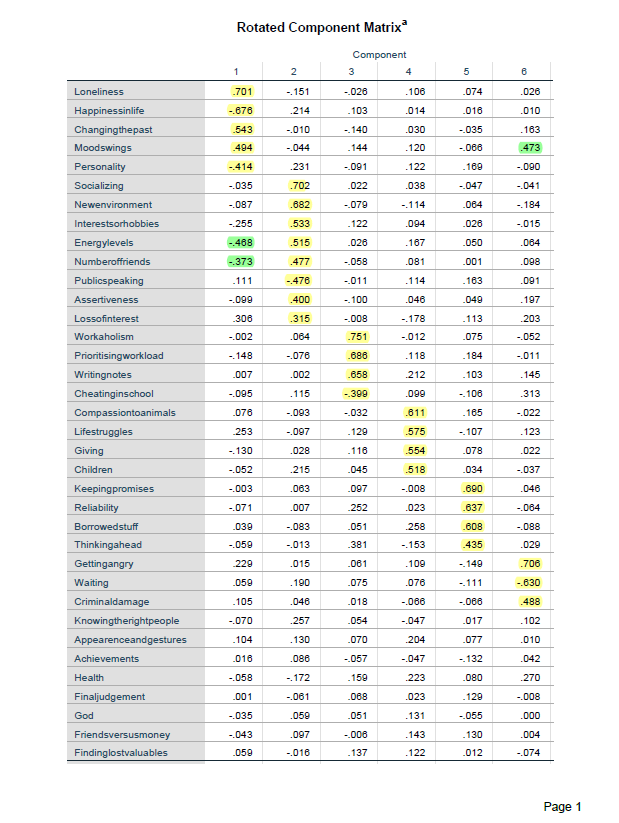 Rotated Component Matrixa
Component
1 2 3 4 5 6
Loneliness .701 -.151 -.026 .106 .074 .026
Happinessinlife -.676 .214 .103 .014 .016 .010
Changingthepast .543 -.010 -.140 .030 -.035 .163
Moodswings .494 -.044 .144 .120 -.066 .473
Personality -.414 .231 -.091 .122 .169 -.090
Socializing -.035 .702 .022 .038 -.047 -.041
Newenvironment -.087 .682 -.079 -.114 .064 -.184
Interestsorhobbies -.255 .533 .122 .094 .026 -.015
Energylevels -.468 .515 .026 .167 .050 .064
Numberoffriends -.373 .477 -.058 .081 .001 .098
Publicspeaking .111 -.476 -.011 .114 .163 .091
Assertiveness -.099 .400 -.100 .046 .049 .197
Lossofinterest .306 .315 -.008 -.178 .113 .203
Workaholism -.002 .064 .751 -.012 .075 -.052
Prioritisingworkload -.148 -.076 .686 .118 .184 -.011
Writingnotes .007 .002 .658 .212 .103 .145
Cheatinginschool -.095 .115 -.399 .099 -.106 .313
Compassiontoanimals .076 -.093 -.032 .611 .165 -.022
Lifestruggles .253 -.097 .129 .575 -.107 .123
Giving -.130 .028 .116 .554 .078 .022
Children -.052 .215 .045 .518 .034 -.037
Keepingpromises -.003 .063 .097 -.008 .690 .046
Reliability -.071 .007 .252 .023 .637 -.064
Borrowedstuff .039 -.083 .051 .258 .608 -.088
Thinkingahead -.059 -.013 .381 -.153 .435 .029
Gettingangry .229 .015 .061 .109 -.149 .706
Waiting .059 .190 .075 .076 -.111 -.630
Criminaldamage .105 .046 .018 -.066 -.066 .488
Knowingtherightpeople -.070 .257 .054 -.047 .017 .102
Appearenceandgestures .104 .130 .070 .204 .077 .010
Achievements .016 .086 -.057 -.047 -.132 .042
Health -.058 -.172 .159 .223 .080 .270
Finaljudgement .001 -.061 .068 .023 .129 -.008
God -.035 .059 .051 .131 -.055 .000
Friendsversusmoney -.043 .097 -.006 .143 .130 .004
Findinglostvaluables .059 -.016 .137 .122 .012 -.074
Page 1